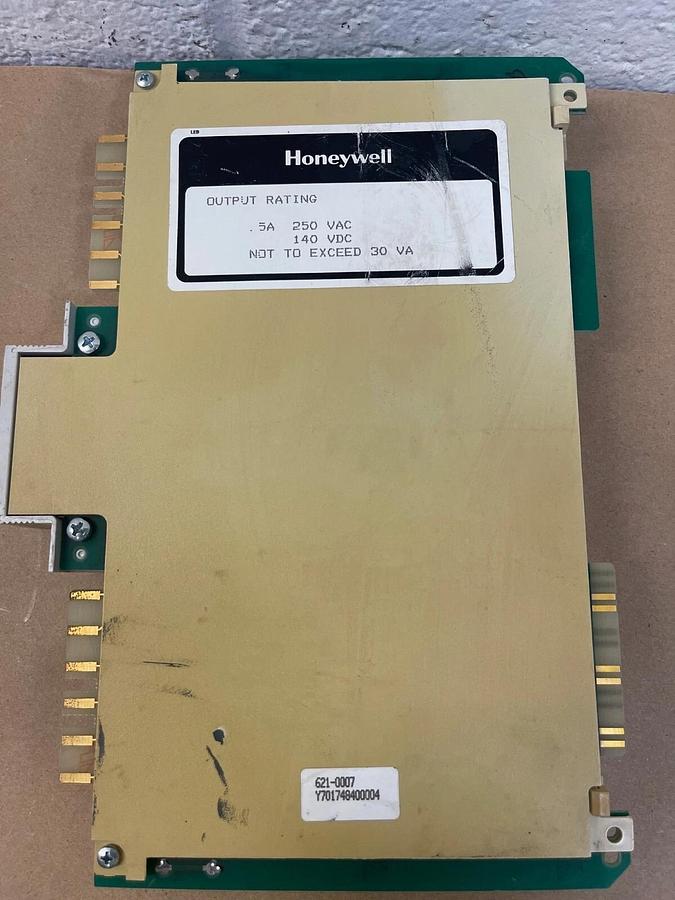 LED
Honeywell
OUTPUT RATING
.5A 250 VAC
140 VDC
NOT TO EXCEED 30 VA
621-0007
Y701748400004